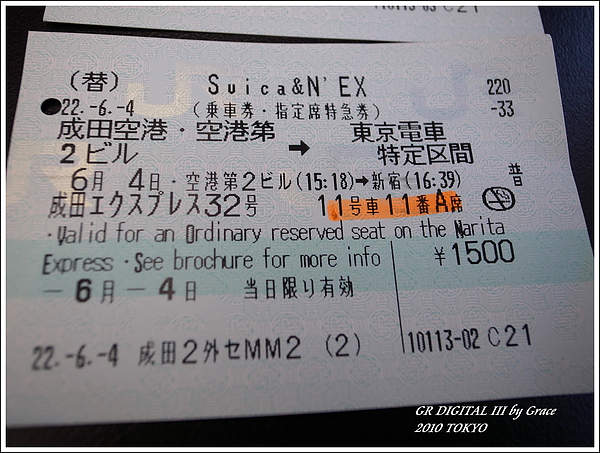 10113-03 C21
(替) Suica&N'EX 220
22.-6.-4 (乗車券・指定席特急券) -33
成田空港・空港第 東京電車
2ビル → 特定区間
6月 4日・空港第2ビル(15:18)→新宿(16:39) 普
成田エクスプレス32号 11号車11番A席
・Valid for an Ordinary reserved seat on the Narita
Express・See brochure for more info ¥1500
-6月-4日 当日限り有効
22.-6.-4 成田2外セMM2 (2) 10113-02 C21
GR DIGITAL III by Grace
2010 TOKYO